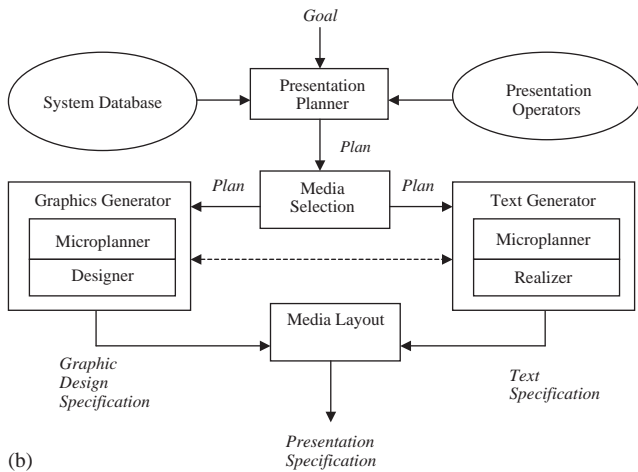 Goal
System Database
Presentation
Planner
Presentation
Operators
Plan
Graphics Generator
Microplanner
Designer
Plan
Media
Selection
Plan
Text Generator
Microplanner
Realizer
Media Layout
Graphic
Design
Specification
Text
Specification
Presentation
Specification
(b)